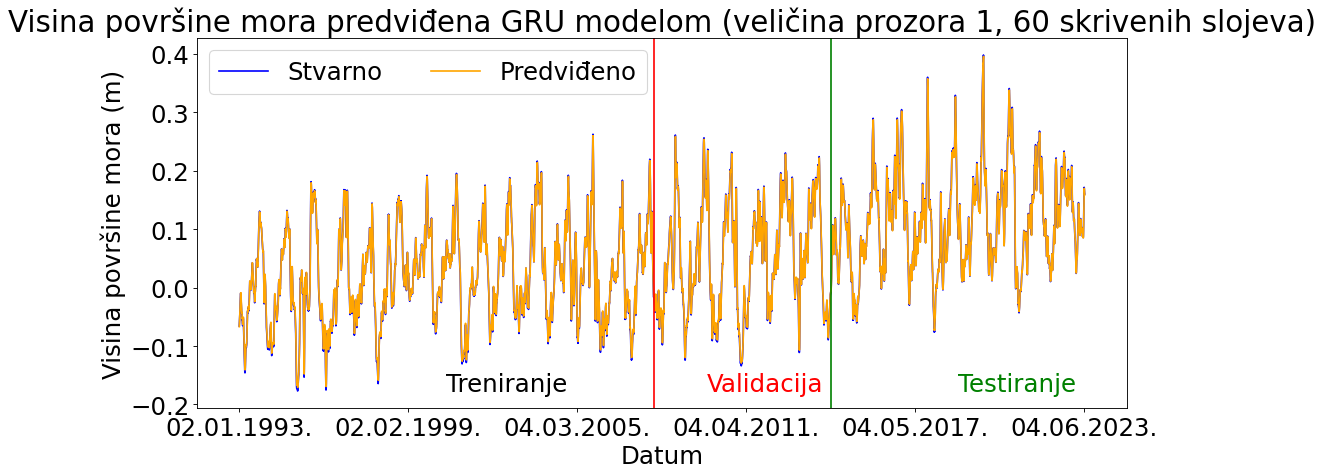 Visina površine mora predviđena GRU modelom (veličina prozora 1, 60 skrivenih slojeva)
Visina površine mora (m)
0.4
0.3
0.2
0.1
0.0
−0.1
−0.2
Stvarno Predviđeno
Treniranje Validacija Testiranje
02.01.1993. 02.02.1999. 04.03.2005. 04.04.2011. 04.05.2017. 04.06.2023.
Datum